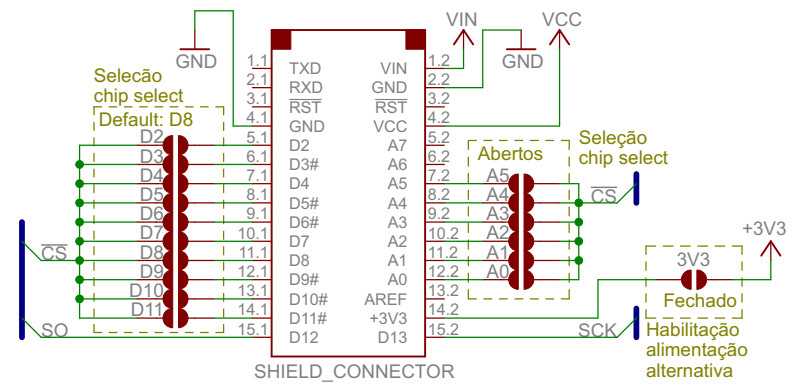 VIN
VCC
GND
GND
Selecão
chip select
Default: D8
D2
D3
D4
D5
D6
D7
D8
D9
D10
D11
CS
SO
1.1
2.1
3.1
4.1
5.1
6.1
7.1
8.1
9.1
10.1
11.1
12.1
13.1
14.1
15.1
TXD
RXD
RST
GND
D2
D3#
D4
D5#
D6#
D7
D8
D9#
D10#
D11#
D12
VIN
GND
RST
VCC
A7
A6
A5
A4
A3
A2
A1
A0
AREF
+3V3
D13
1.2
2.2
3.2
4.2
5.2
6.2
7.2
8.2
9.2
10.2
11.2
12.2
13.2
14.2
15.2
SHIELD_CONNECTOR
Abertos
A5
A4
A3
A2
A1
A0
Seleção
chip select
CS
SCK
+3V3
3V3
Fechado
Habilitação
alimentação
alternativa